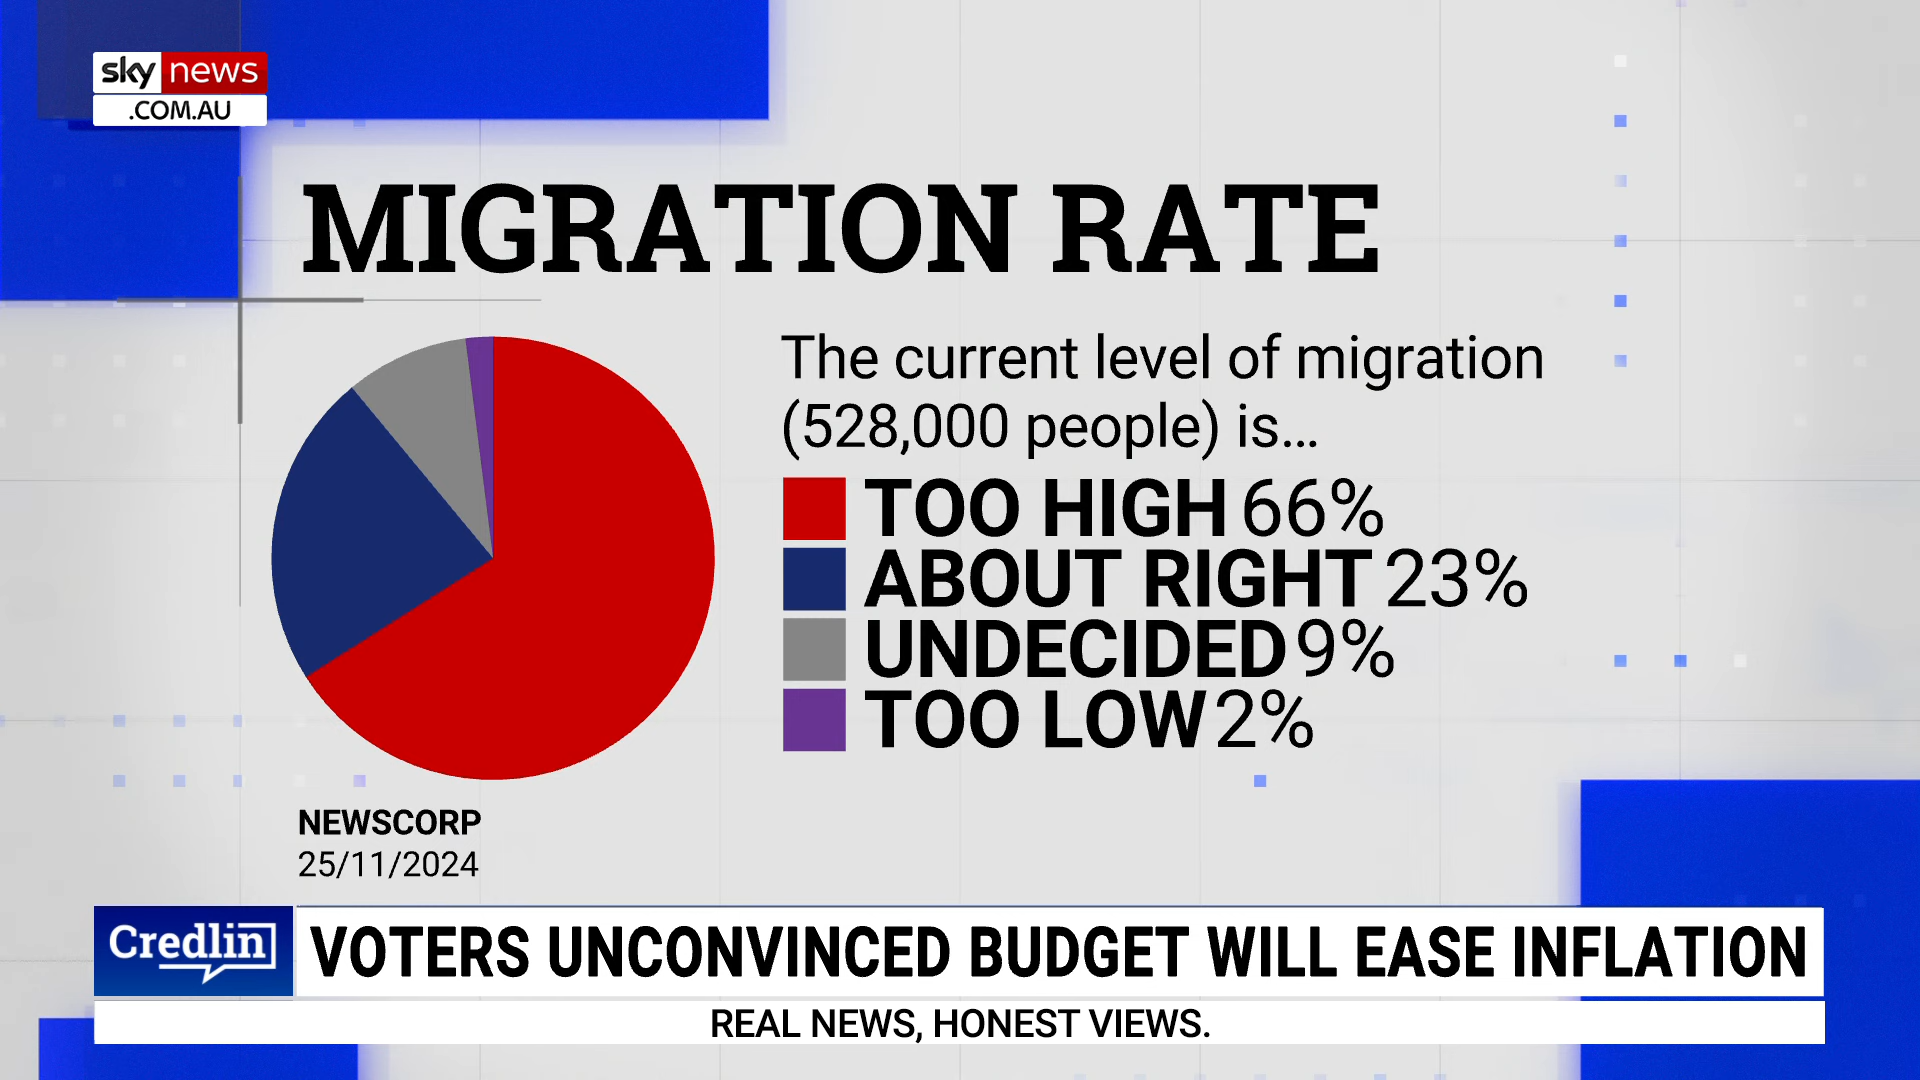 sky news
.COM.AU
MIGRATION RATE
The current level of migration
(528,000 people) is...
TOO HIGH 66%
ABOUT RIGHT 23%
UNDECIDED 9%
TOO LOW 2%
NEWSCORP
25/11/2024
Credlin
VOTERS UNCONVINCED BUDGET WILL EASE INFLATION
REAL NEWS, HONEST VIEWS.